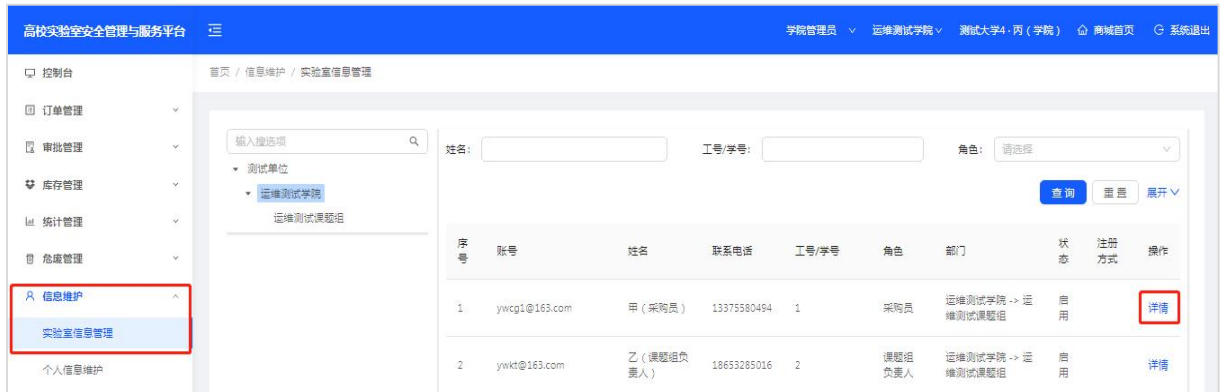 高校实验室安全管理与服务平台
学院管理员 运维测试学院 测试大学4·丙（学院） 商城首页 系统退出
控制台
首页 / 信息维护 / 实验室信息管理
订单管理
审批管理
库存管理
统计管理
危废管理
信息维护
实验室信息管理
个人信息维护
输入搜选项
测试单位
运维测试学院
运维测试课题组
姓名： 工号/学号： 角色： 请选择
查询 重置 展开
序号 账号 姓名 联系电话 工号/学号 角色 部门 状态 注册方式 操作
1 ywcg1@163.com 甲（采购员） 13375580494 1 采购员 运维测试学院 -> 运维测试课题组 启用 详情
2 ywkt@163.com 乙（课题组负责人） 18653285016 2 课题组负责人 运维测试学院 -> 运维测试课题组 启用 详情